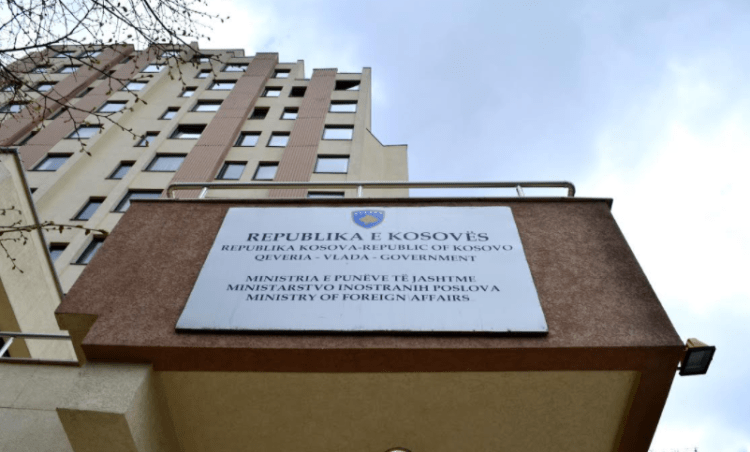 REPUBLIKA E KOSOVËS
REPUBLIKA KOSOVA-REPUBLIC OF KOSOVO
QEVERIA - VLADA - GOVERNMENT
MINISTRIA E PUNËVE TË JASHTME
MINISTARSTVO INOSTRANIH POSLOVA
MINISTRY OF FOREIGN AFFAIRS